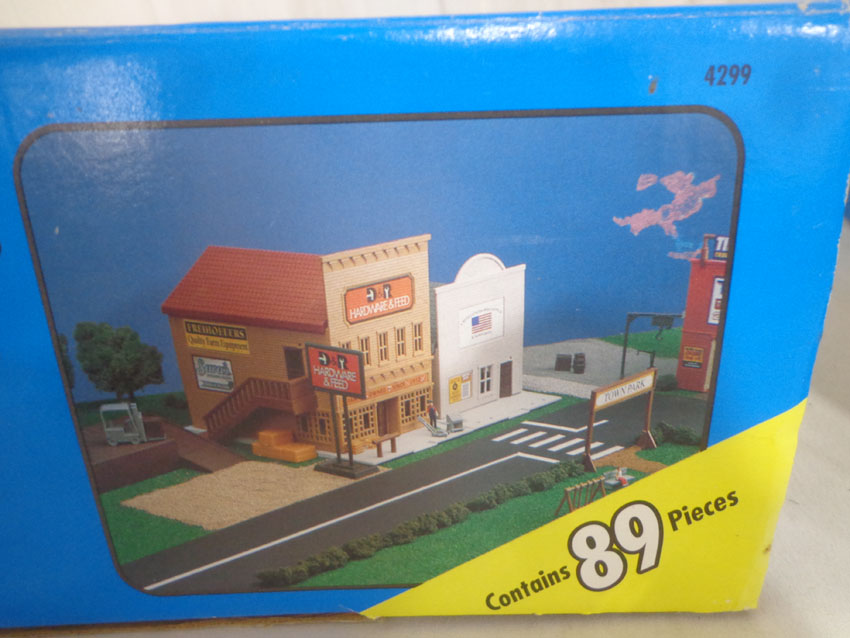 4299
HARDWARE & FEED
FREIHOFFERS
Quality Farm Equipment
HARDWARE
& FEED
TOWN PARK
Contains 89 Pieces